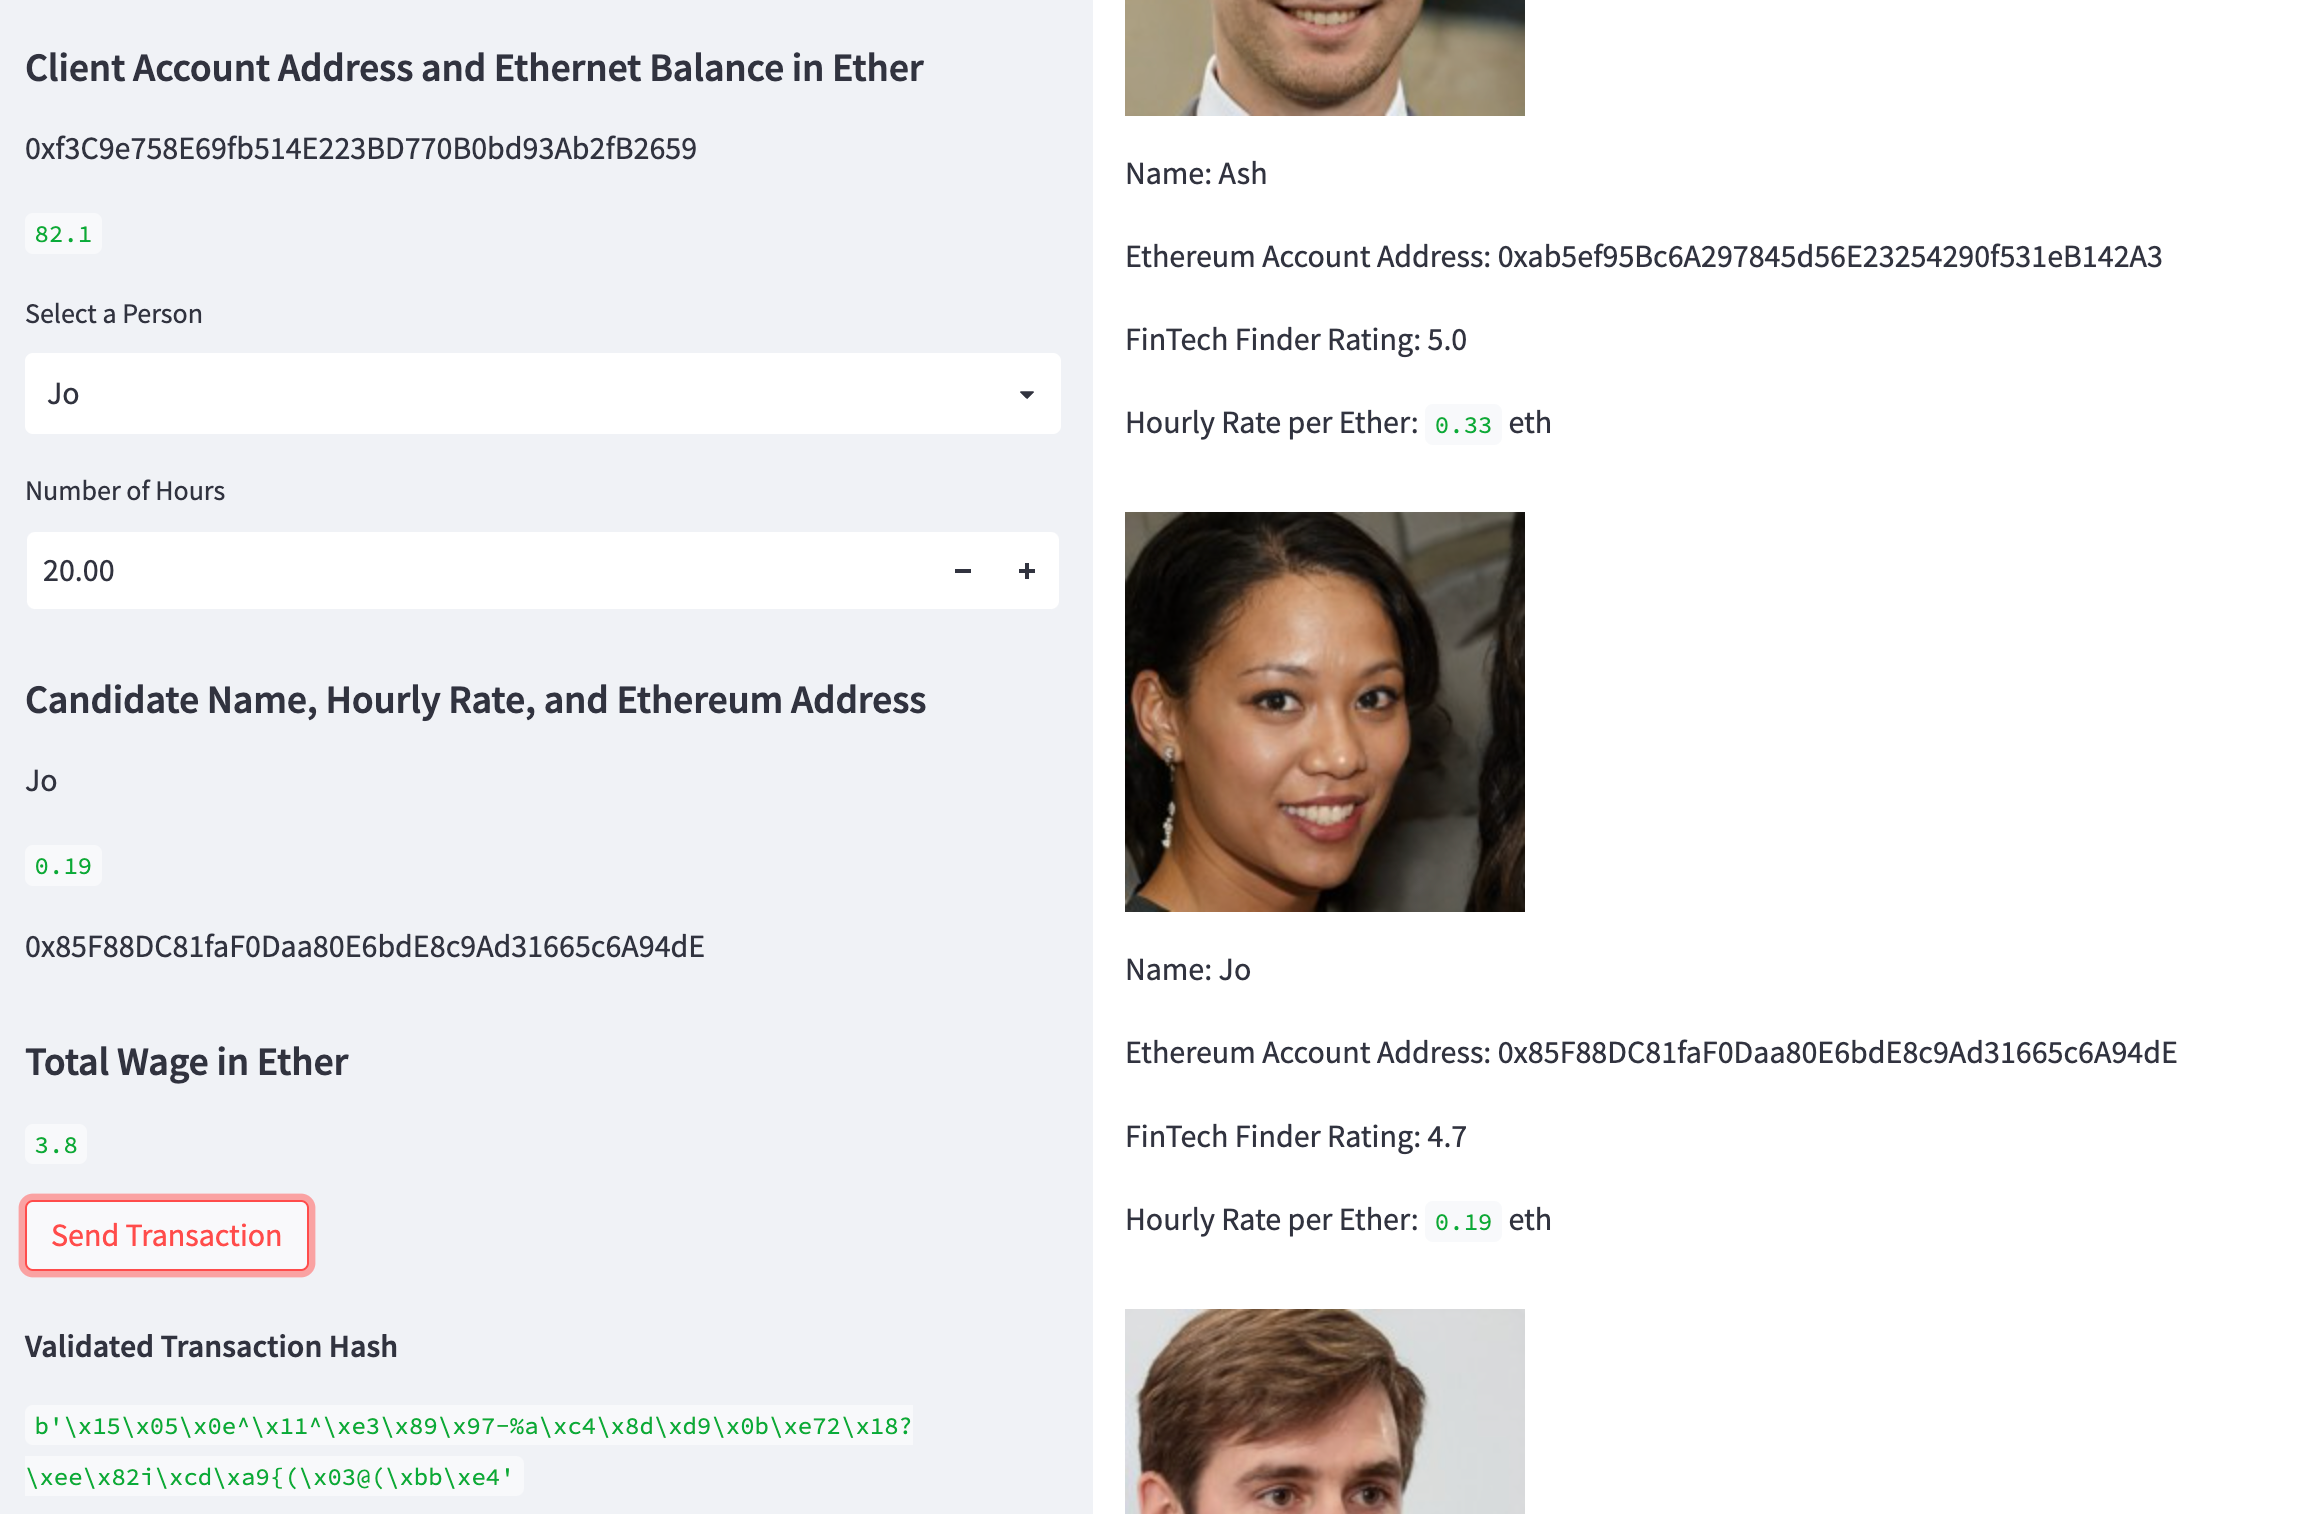 Client Account Address and Ethernet Balance in Ether
0xf3C9e758E69fb514E223BD770B0bd93Ab2fB2659
82.1
Select a Person
Jo
Number of Hours
20.00
Candidate Name, Hourly Rate, and Ethereum Address
Jo
0.19
0x85F88DC81faF0Daa80E6bdE8c9Ad31665c6A94dE
Total Wage in Ether
3.8
Send Transaction
Validated Transaction Hash
b'\x15\x05\x0e^\x11^\xe3\x89\x97-%a\xc4\x8d\xd9\x0b\xe72\x18?
\xee\x82i\xcd\xa9{(\x03@(\xbb\xe4'
Name: Ash
Ethereum Account Address: 0xab5ef95Bc6A297845d56E23254290f531eB142A3
FinTech Finder Rating: 5.0
Hourly Rate per Ether: 0.33 eth
Name: Jo
Ethereum Account Address: 0x85F88DC81faF0Daa80E6bdE8c9Ad31665c6A94dE
FinTech Finder Rating: 4.7
Hourly Rate per Ether: 0.19 eth